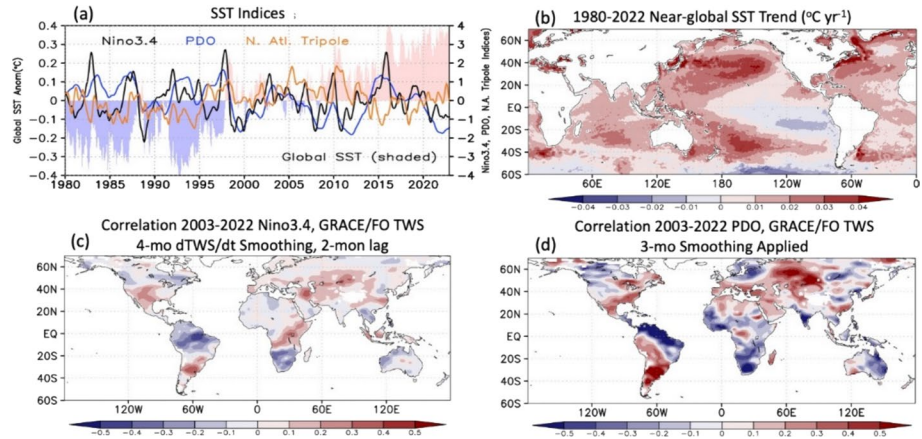 (a)
SST Indices
Nino3.4 PDO N. Atl. Tripole
Global SST (shaded)
Global SST Anom(°C)
Nino3.4, PDO, N.A. Tripole Indices)
0.4
0.3
0.2
0.1
0
-0.1
-0.2
-0.3
-0.4
4
3
2
1
0
-1
-2
-3
-4
1980 1985 1990 1995 2000 2005 2010 2015 2020
(b) 1980-2022 Near-global SST Trend (°C yr-1)
60N
40N
20N
EQ
20S
40S
60S
60E 120E 180 120W 60W 0
-0.04 -0.03 -0.02 -0.01 0 0.01 0.02 0.03 0.04
Correlation 2003-2022 Nino3.4, GRACE/FO TWS
(c) 4-mo dTWS/dt Smoothing, 2-mon lag
60N
40N
20N
EQ
20S
40S
60S
120W 60W 0 60E 120E
-0.5 -0.4 -0.3 -0.2 -0.1 0 0.1 0.2 0.3 0.4 0.5
Correlation 2003-2022 PDO, GRACE/FO TWS
(d) 3-mo Smoothing Applied
60N
40N
20N
EQ
20S
40S
60S
120W 60W 0 60E 120E
-0.5 -0.4 -0.3 -0.2 -0.1 0 0.1 0.2 0.3 0.4 0.5